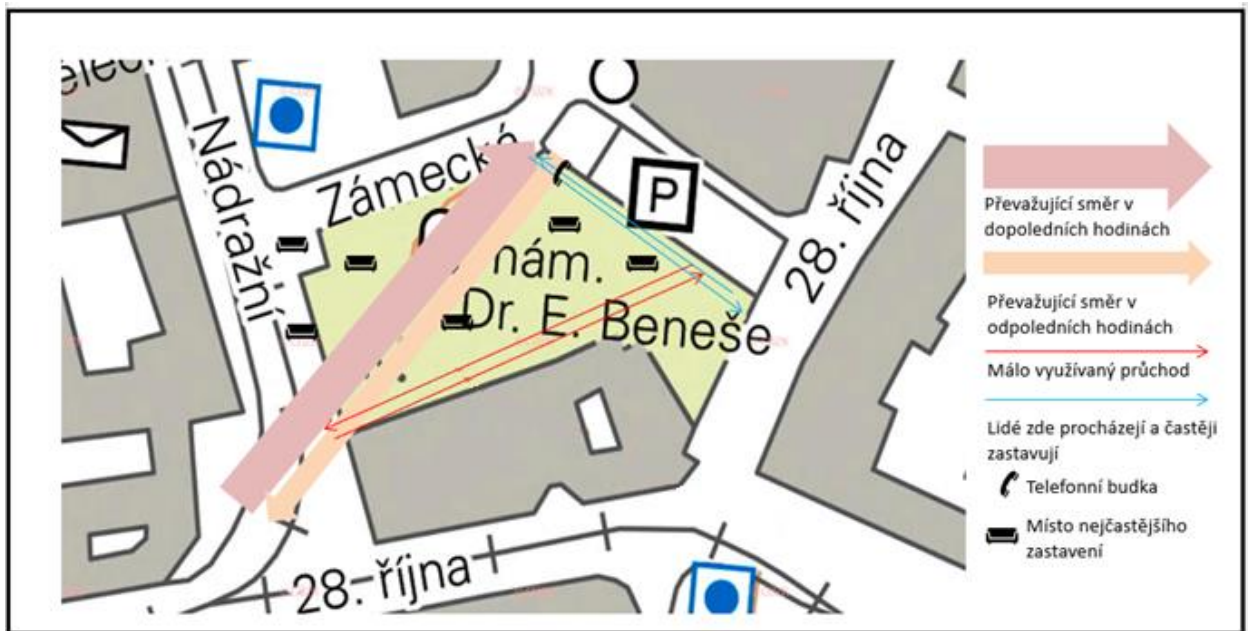 Nádražní
Zámecké
P
28. října
nám.
Dr. E. Beneše
28. října
Převažující směr v
dopoledních hodinách
Převažující směr v
odpoledních hodinách
Málo využívaný průchod
Lidé zde procházejí a častěji
zastavují
Telefonní budka
Místo nejčastějšího
zastavení